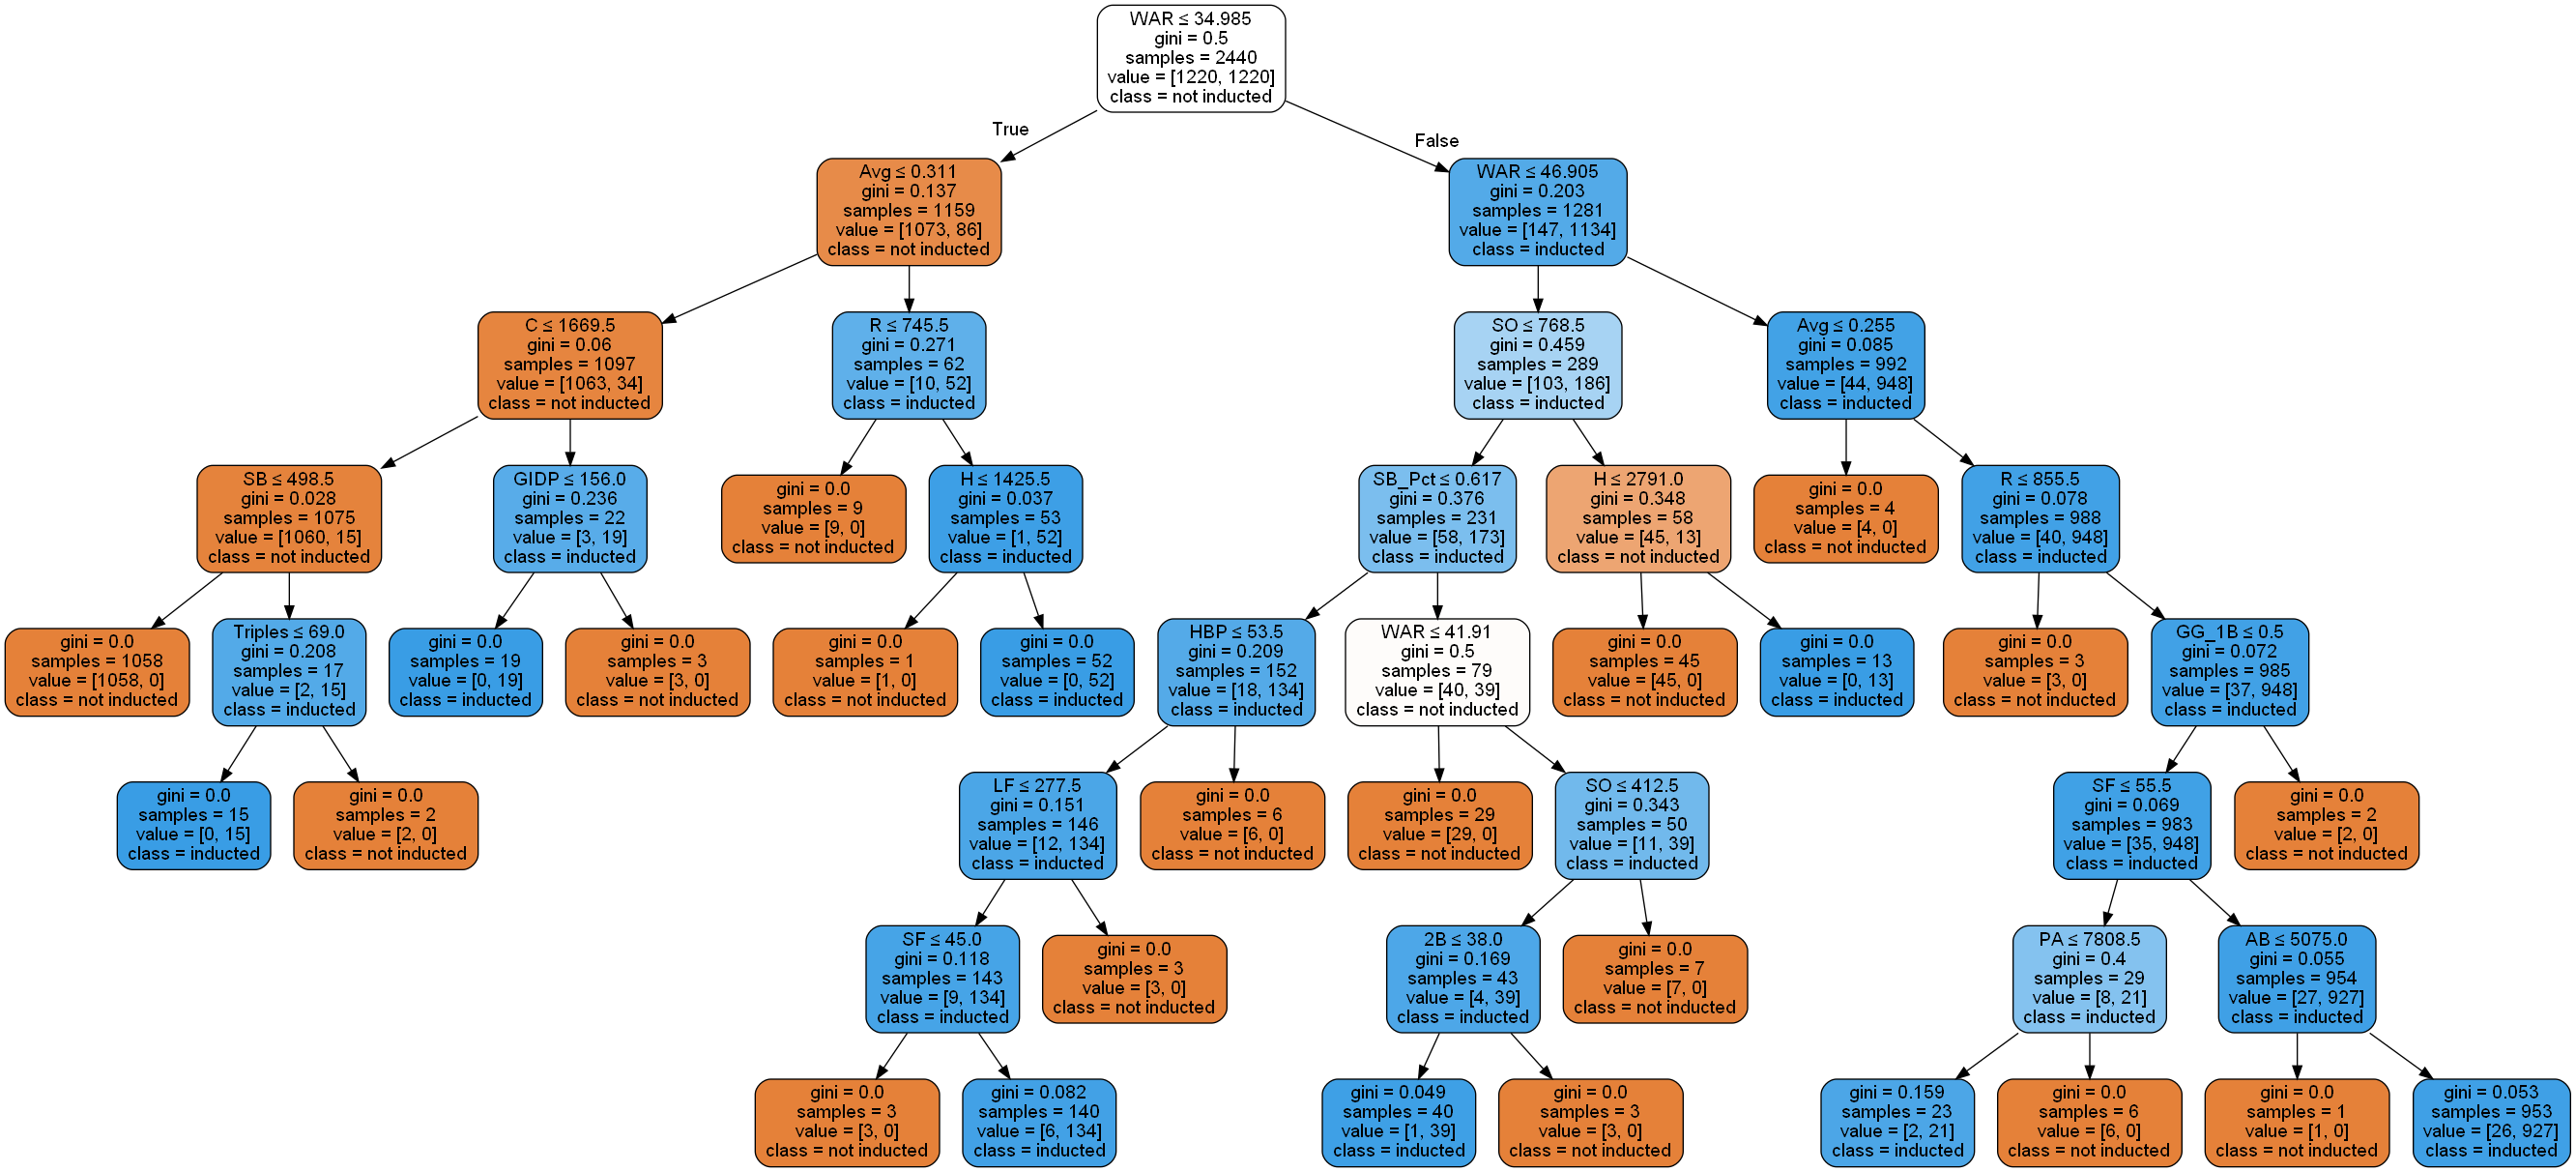 WAR ≤ 34.985
gini = 0.5
samples = 2440
value = [1220, 1220]
class = not inducted
True
False
Avg ≤ 0.311
gini = 0.137
samples = 1159
value = [1073, 86]
class = not inducted
WAR ≤ 46.905
gini = 0.203
samples = 1281
value = [147, 1134]
class = inducted
C ≤ 1669.5
gini = 0.06
samples = 1097
value = [1063, 34]
class = not inducted
R ≤ 745.5
gini = 0.271
samples = 62
value = [10, 52]
class = inducted
SO ≤ 768.5
gini = 0.459
samples = 289
value = [103, 186]
class = inducted
Avg ≤ 0.255
gini = 0.085
samples = 992
value = [44, 948]
class = inducted
SB ≤ 498.5
gini = 0.028
samples = 1075
value = [1060, 15]
class = not inducted
GIDP ≤ 156.0
gini = 0.236
samples = 22
value = [3, 19]
class = inducted
gini = 0.0
samples = 9
value = [9, 0]
class = not inducted
H ≤ 1425.5
gini = 0.037
samples = 53
value = [1, 52]
class = inducted
SB_Pct ≤ 0.617
gini = 0.376
samples = 231
value = [58, 173]
class = inducted
H ≤ 2791.0
gini = 0.348
samples = 58
value = [45, 13]
class = not inducted
gini = 0.0
samples = 4
value = [4, 0]
class = not inducted
R ≤ 855.5
gini = 0.078
samples = 988
value = [40, 948]
class = inducted
gini = 0.0
samples = 1058
value = [1058, 0]
class = not inducted
Triples ≤ 69.0
gini = 0.208
samples = 17
value = [2, 15]
class = inducted
gini = 0.0
samples = 19
value = [0, 19]
class = inducted
gini = 0.0
samples = 3
value = [3, 0]
class = not inducted
gini = 0.0
samples = 1
value = [1, 0]
class = not inducted
gini = 0.0
samples = 52
value = [0, 52]
class = inducted
HBP ≤ 53.5
gini = 0.209
samples = 152
value = [18, 134]
class = inducted
WAR ≤ 41.91
gini = 0.5
samples = 79
value = [40, 39]
class = not inducted
gini = 0.0
samples = 45
value = [45, 0]
class = not inducted
gini = 0.0
samples = 13
value = [0, 13]
class = inducted
gini = 0.0
samples = 3
value = [3, 0]
class = not inducted
GG_1B ≤ 0.5
gini = 0.072
samples = 985
value = [37, 948]
class = inducted
gini = 0.0
samples = 15
value = [0, 15]
class = inducted
gini = 0.0
samples = 2
value = [2, 0]
class = not inducted
LF ≤ 277.5
gini = 0.151
samples = 146
value = [12, 134]
class = inducted
gini = 0.0
samples = 6
value = [6, 0]
class = not inducted
gini = 0.0
samples = 29
value = [29, 0]
class = not inducted
SO ≤ 412.5
gini = 0.343
samples = 50
value = [11, 39]
class = inducted
SF ≤ 55.5
gini = 0.069
samples = 983
value = [35, 948]
class = inducted
gini = 0.0
samples = 2
value = [2, 0]
class = not inducted
SF ≤ 45.0
gini = 0.118
samples = 143
value = [9, 134]
class = inducted
gini = 0.0
samples = 3
value = [3, 0]
class = not inducted
2B ≤ 38.0
gini = 0.169
samples = 43
value = [4, 39]
class = inducted
gini = 0.0
samples = 7
value = [7, 0]
class = not inducted
PA ≤ 7808.5
gini = 0.4
samples = 29
value = [8, 21]
class = inducted
AB ≤ 5075.0
gini = 0.055
samples = 954
value = [27, 927]
class = inducted
gini = 0.0
samples = 3
value = [3, 0]
class = not inducted
gini = 0.082
samples = 140
value = [6, 134]
class = inducted
gini = 0.049
samples = 40
value = [1, 39]
class = inducted
gini = 0.0
samples = 3
value = [3, 0]
class = not inducted
gini = 0.159
samples = 23
value = [2, 21]
class = inducted
gini = 0.0
samples = 6
value = [6, 0]
class = not inducted
gini = 0.0
samples = 1
value = [1, 0]
class = not inducted
gini = 0.053
samples = 953
value = [26, 927]
class = inducted